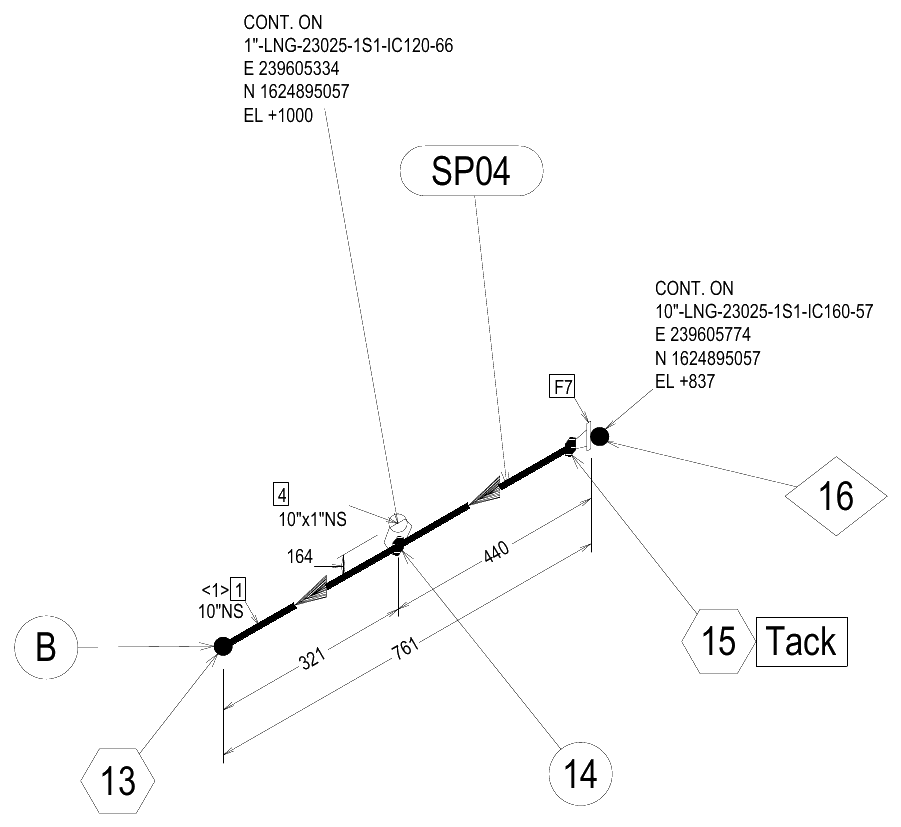 CONT. ON
1"-LNG-23025-1S1-IC120-66
E 239605334
N 1624895057
EL +1000
SP04
CONT. ON
10"-LNG-23025-1S1-IC160-57
E 239605774
N 1624895057
EL +837
F7
16
4
10"x1"NS
164
440
<1> 1
10"NS
B
321
761
15 Tack
13
14